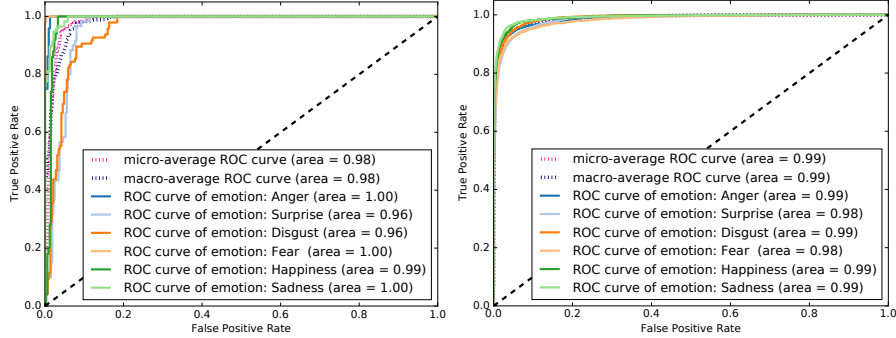 1.0
0.8
0.6
0.4
0.2
0.0
0.0
0.2
0.4
0.6
0.8
1.0
True Positive Rate
False Positive Rate
micro-average ROC curve (area = 0.98)
macro-average ROC curve (area = 0.98)
ROC curve of emotion: Anger (area = 1.00)
ROC curve of emotion: Surprise (area = 0.96)
ROC curve of emotion: Disgust (area = 0.96)
ROC curve of emotion: Fear (area = 1.00)
ROC curve of emotion: Happiness (area = 0.99)
ROC curve of emotion: Sadness (area = 1.00)
1.0
0.8
0.6
0.4
0.2
0.0
0.0
0.2
0.4
0.6
0.8
1.0
True Positive Rate
False Positive Rate
micro-average ROC curve (area = 0.99)
macro-average ROC curve (area = 0.99)
ROC curve of emotion: Anger (area = 0.99)
ROC curve of emotion: Surprise (area = 0.98)
ROC curve of emotion: Disgust (area = 0.99)
ROC curve of emotion: Fear (area = 0.98)
ROC curve of emotion: Happiness (area = 0.99)
ROC curve of emotion: Sadness (area = 0.99)